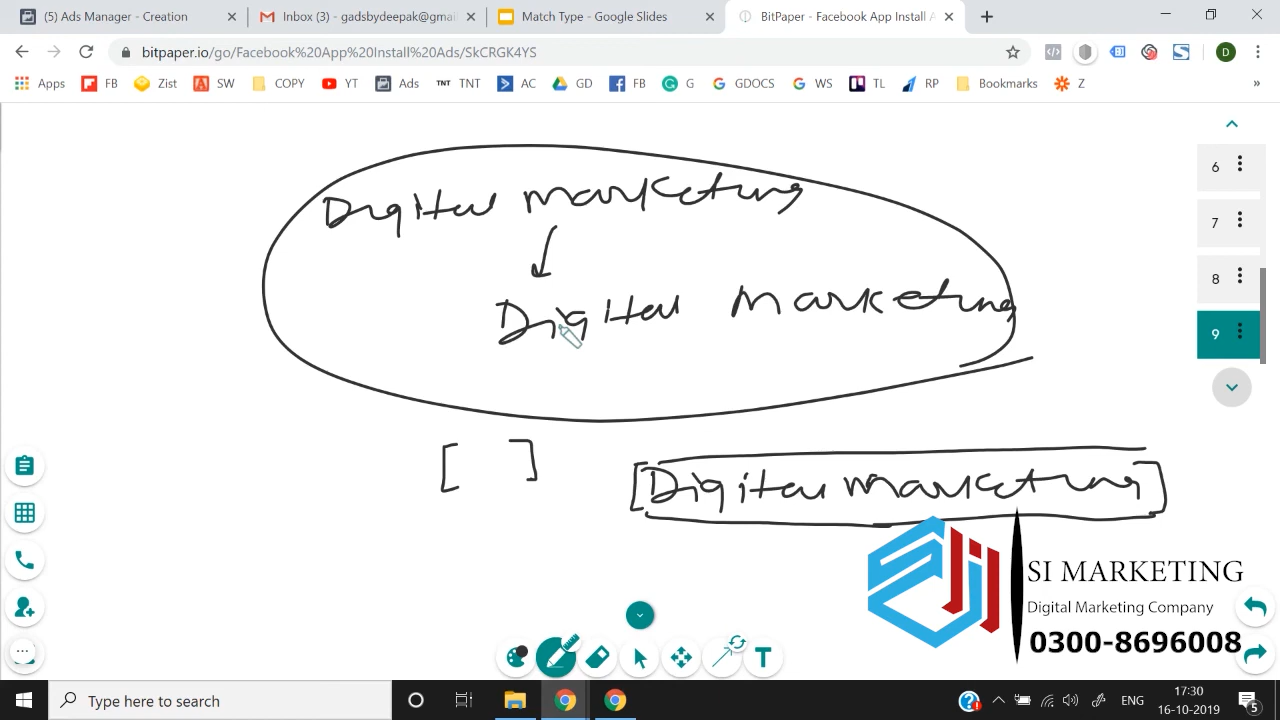 (5) Ads Manager - Creation
Inbox (3) - gadsbydeepak@gmai
Match Type - Google Slides
BitPaper - Facebook App Install A
bitpaper.io/go/Facebook%20App%20Install%20Ads/SkCRGK4YS
D
Apps FB Zist SW COPY YT Ads TNT TNT AC GD FB G GDOCS WS TL RP Bookmarks Z »
Digital marketing
Digital marketing
[ ]
[Digital marketing]
6
7
8
9
SI MARKETING
Digital Marketing Company
0300-8696008
T
Type here to search
ENG
17:30
16-10-2019
5